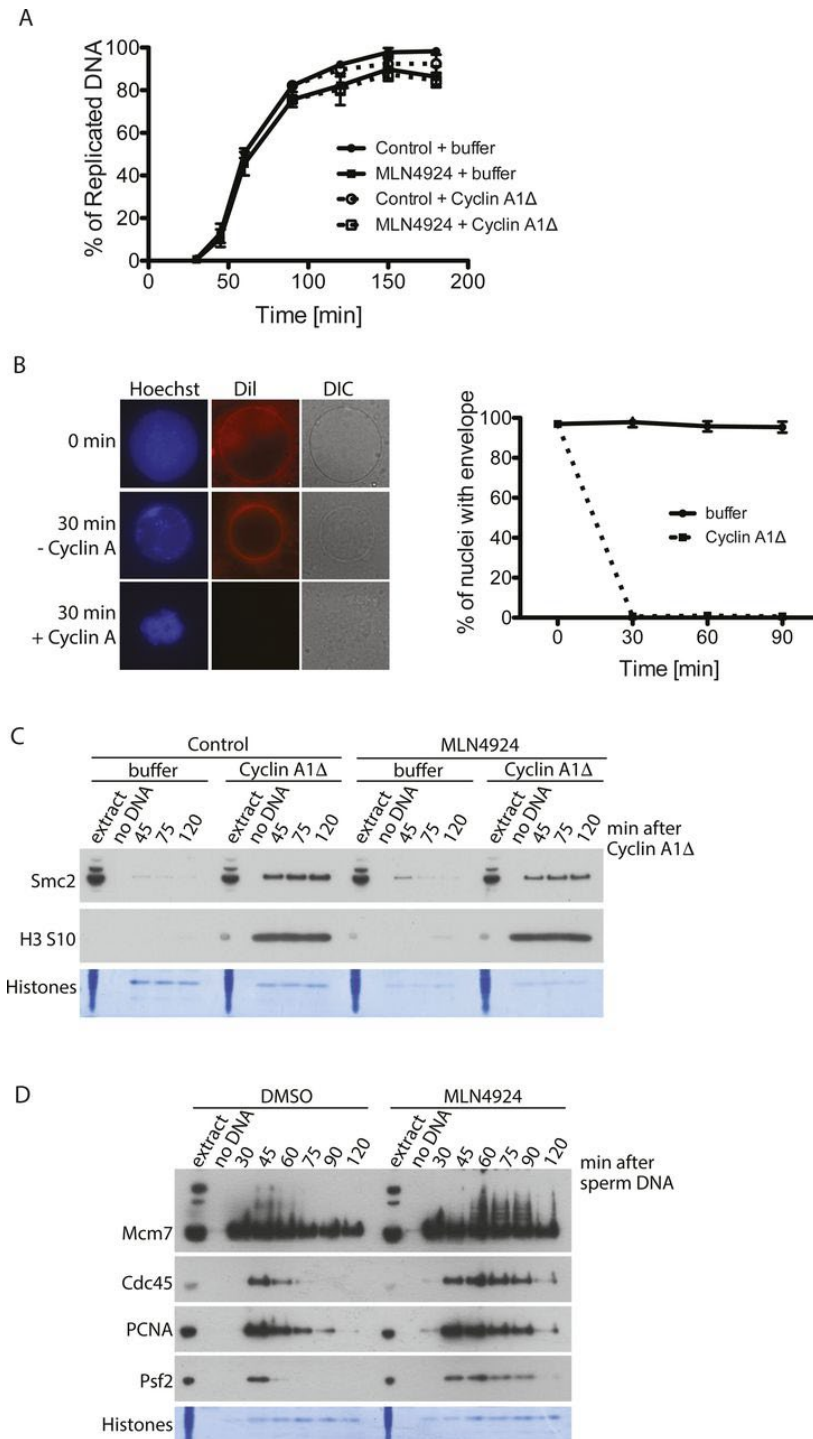 A
% of Replicated DNA
100
80
60
40
20
0
0 50 100 150 200
Time [min]
Control + buffer
MLN4924 + buffer
Control + Cyclin A1Δ
MLN4924 + Cyclin A1Δ
B
Hoechst DiI DIC
0 min
30 min
- Cyclin A
30 min
+ Cyclin A
% of nuclei with envelope
100
80
60
40
20
0
0 30 60 90
Time [min]
buffer
Cyclin A1Δ
C
Control MLN4924
buffer Cyclin A1Δ buffer Cyclin A1Δ
extract no DNA 45 75 120 extract no DNA 45 75 120 extract no DNA 45 75 120 extract no DNA 45 75 120
min after
Cyclin A1Δ
Smc2
H3 S10
Histones
D
DMSO MLN4924
extract no DNA 30 45 60 75 90 120 extract no DNA 30 45 60 75 90 120
min after
sperm DNA
Mcm7
Cdc45
PCNA
Psf2
Histones